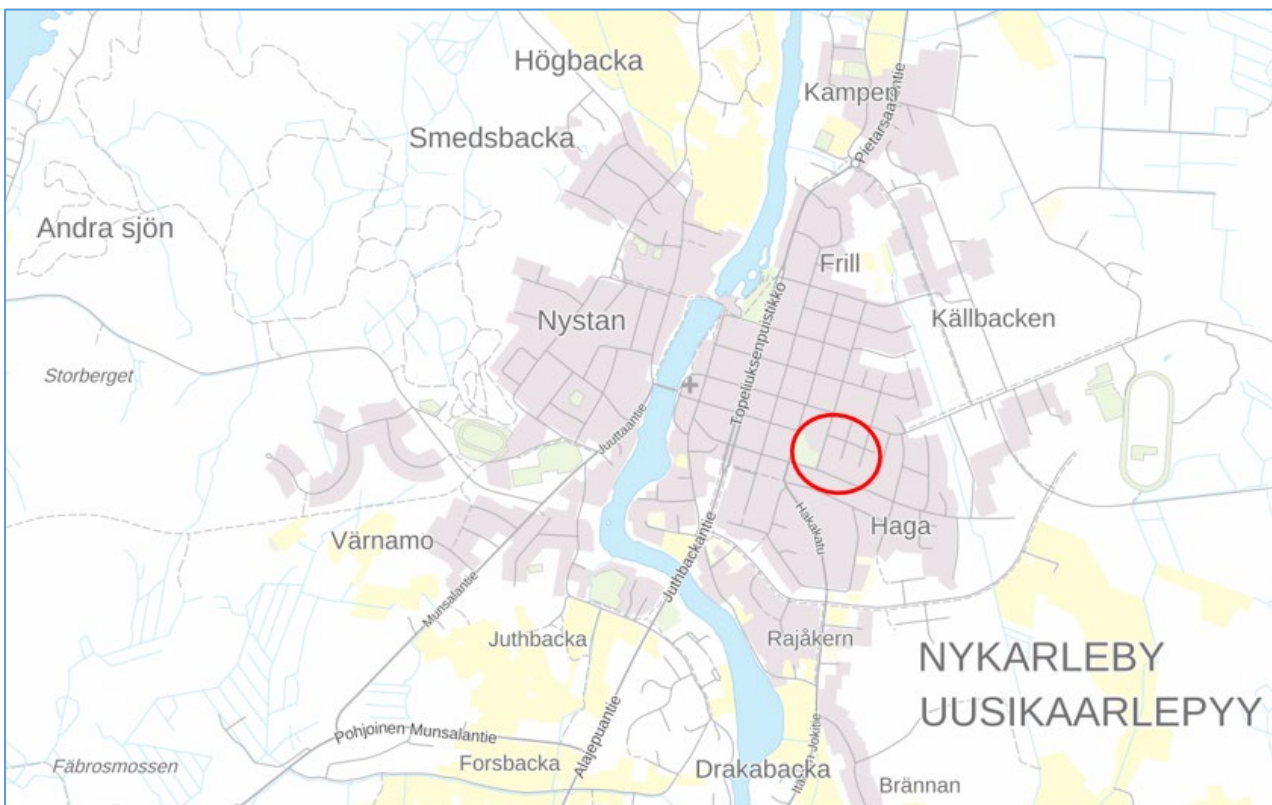 Högbacka
Kampen
Smedsbacka
Pietarsaarentie
Andra sjön
Frill
Nystan
Källbacken
Topeliuksenpuistikko
Storberget
Juuttaantie
Hakakatu
Haga
Värnamo
Juthbackantie
Munsalantie
Juthbacka
Rajåkern
NYKARLEBY
UUSIKAARLEPYY
Pohjoinen Munsalantie
Alajepuantie
Fäbrosmossen
Forsbacka
Drakabacka
Jokitie
Brännan